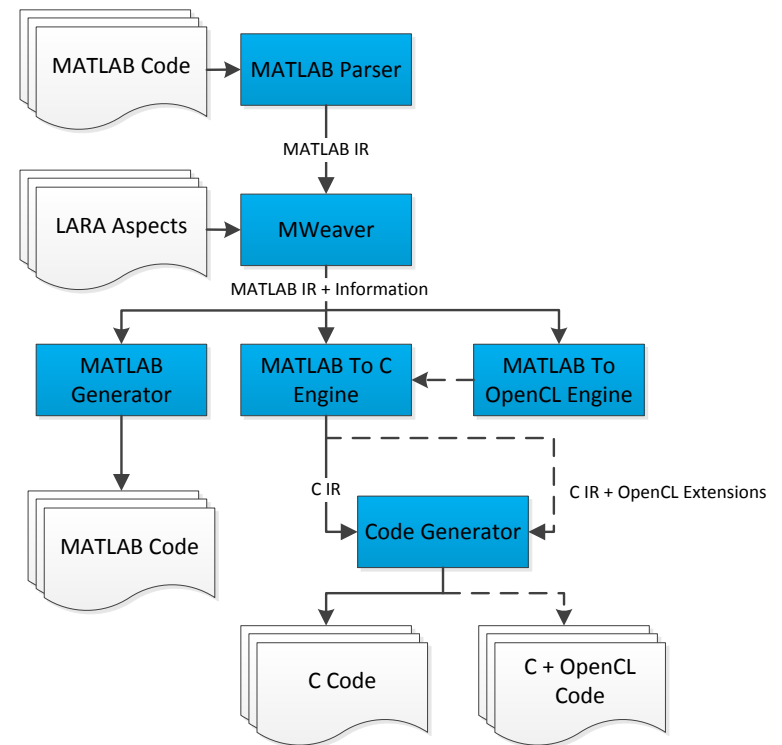 MATLAB Code
MATLAB Parser
MATLAB IR
LARA Aspects
MWeaver
MATLAB IR + Information
MATLAB
Generator
MATLAB To C
Engine
MATLAB To
OpenCL Engine
C IR
C IR + OpenCL Extensions
MATLAB Code
Code Generator
C Code
C + OpenCL
Code